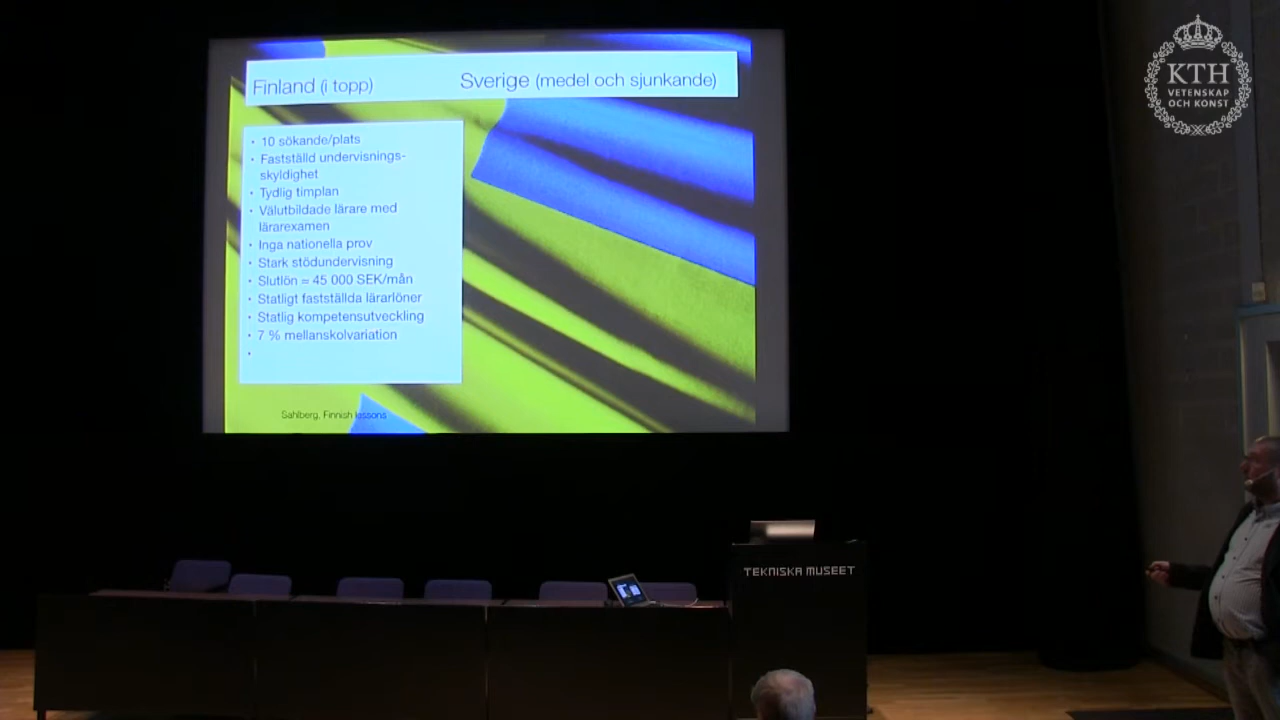 Finland (i topp) Sverige (medel och sjunkande)
• 10 sökande/plats
• Fastställd undervisnings-
skyldighet
• Tydlig timplan
• Välutbildade lärare med
lärarexamen
• Inga nationella prov
• Stark stödundervisning
• Slutlön = 45 000 SEK/mån
• Statligt fastställda lärarlöner
• Statlig kompetensutveckling
• 7 % mellanskolvariation
•
Sahlberg, Finnish lessons
KTH
VETENSKAP
OCH KONST
TEKNISKA MUSEET